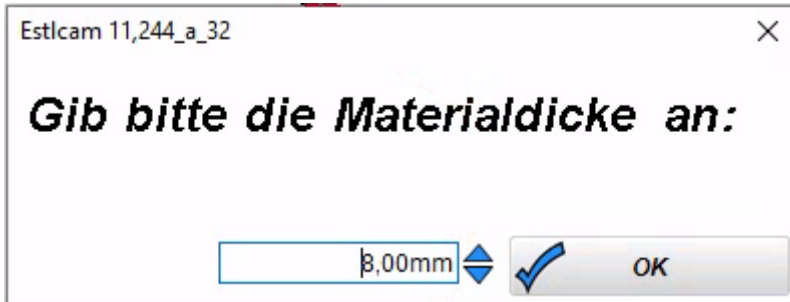 Estlcam 11,244_a_32
Gib bitte die Materialdicke an:
8,00mm
OK